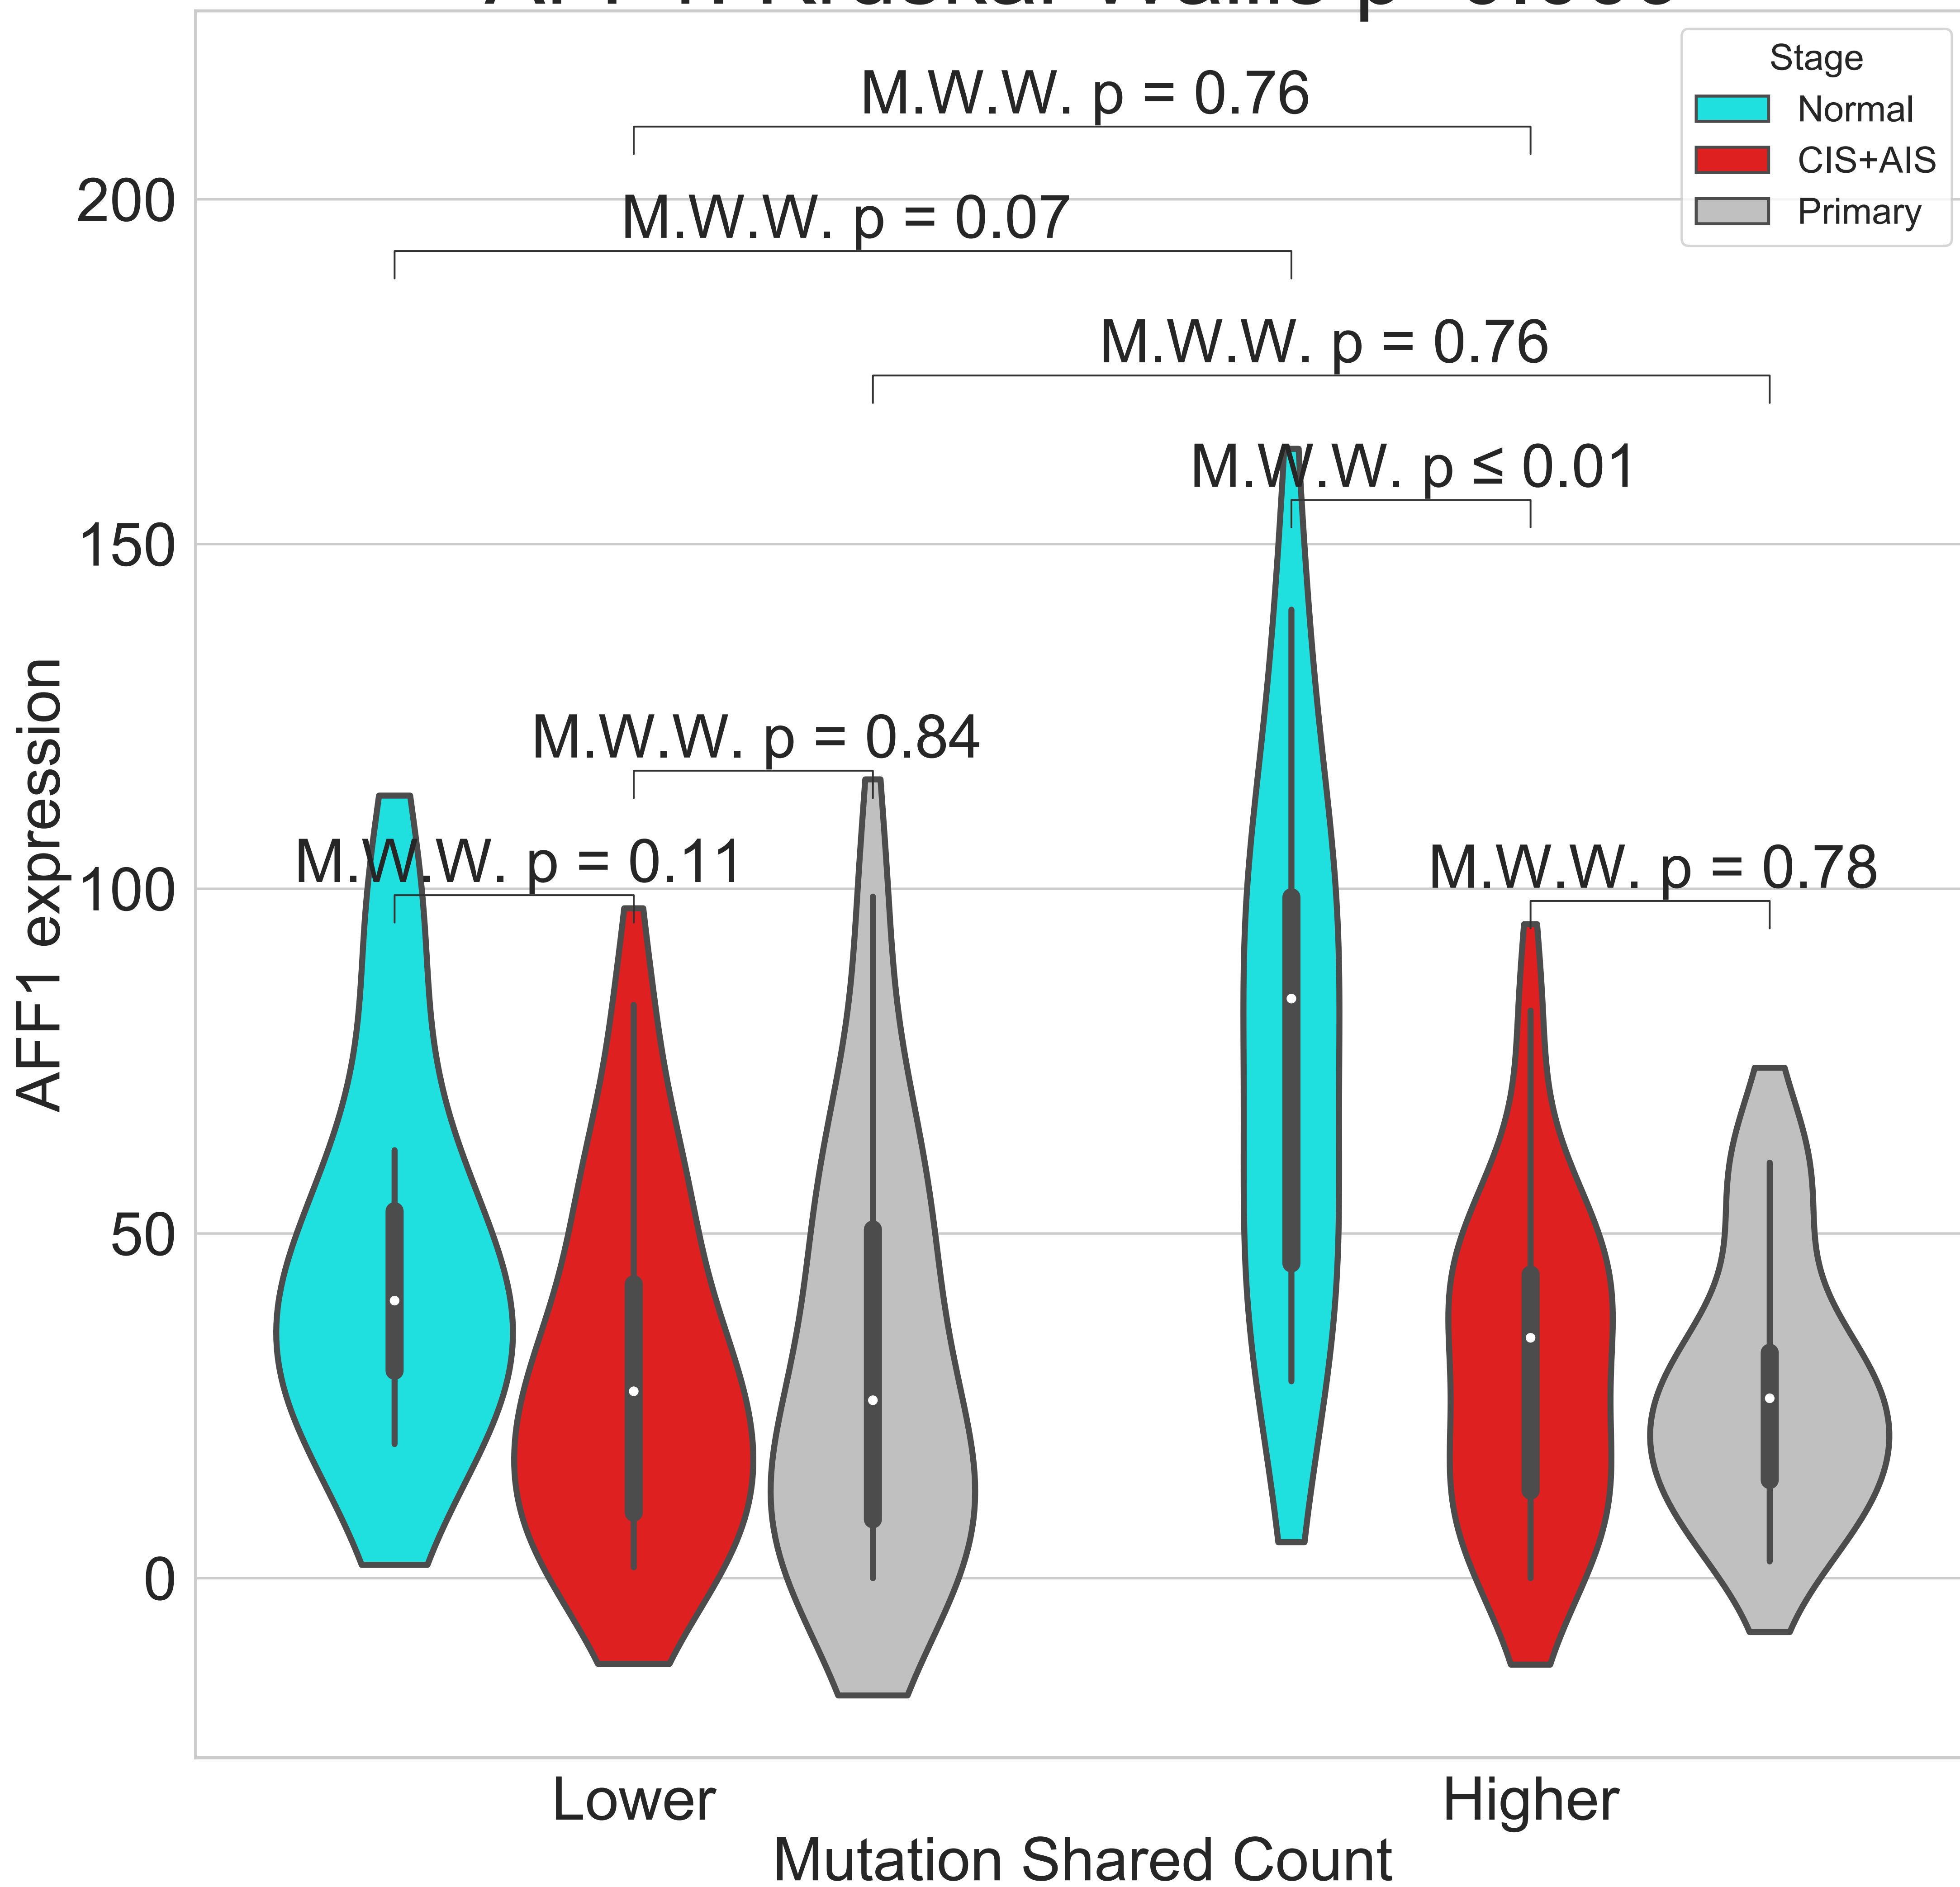 Stage
Normal
CIS+AIS
Primary
M.W.W. p = 0.76
M.W.W. p = 0.07
M.W.W. p = 0.76
M.W.W. p ≤ 0.01
M.W.W. p = 0.84
M.W.W. p = 0.11
M.W.W. p = 0.78
AFF1 expression
200
150
100
50
0
Lower
Higher
Mutation Shared Count